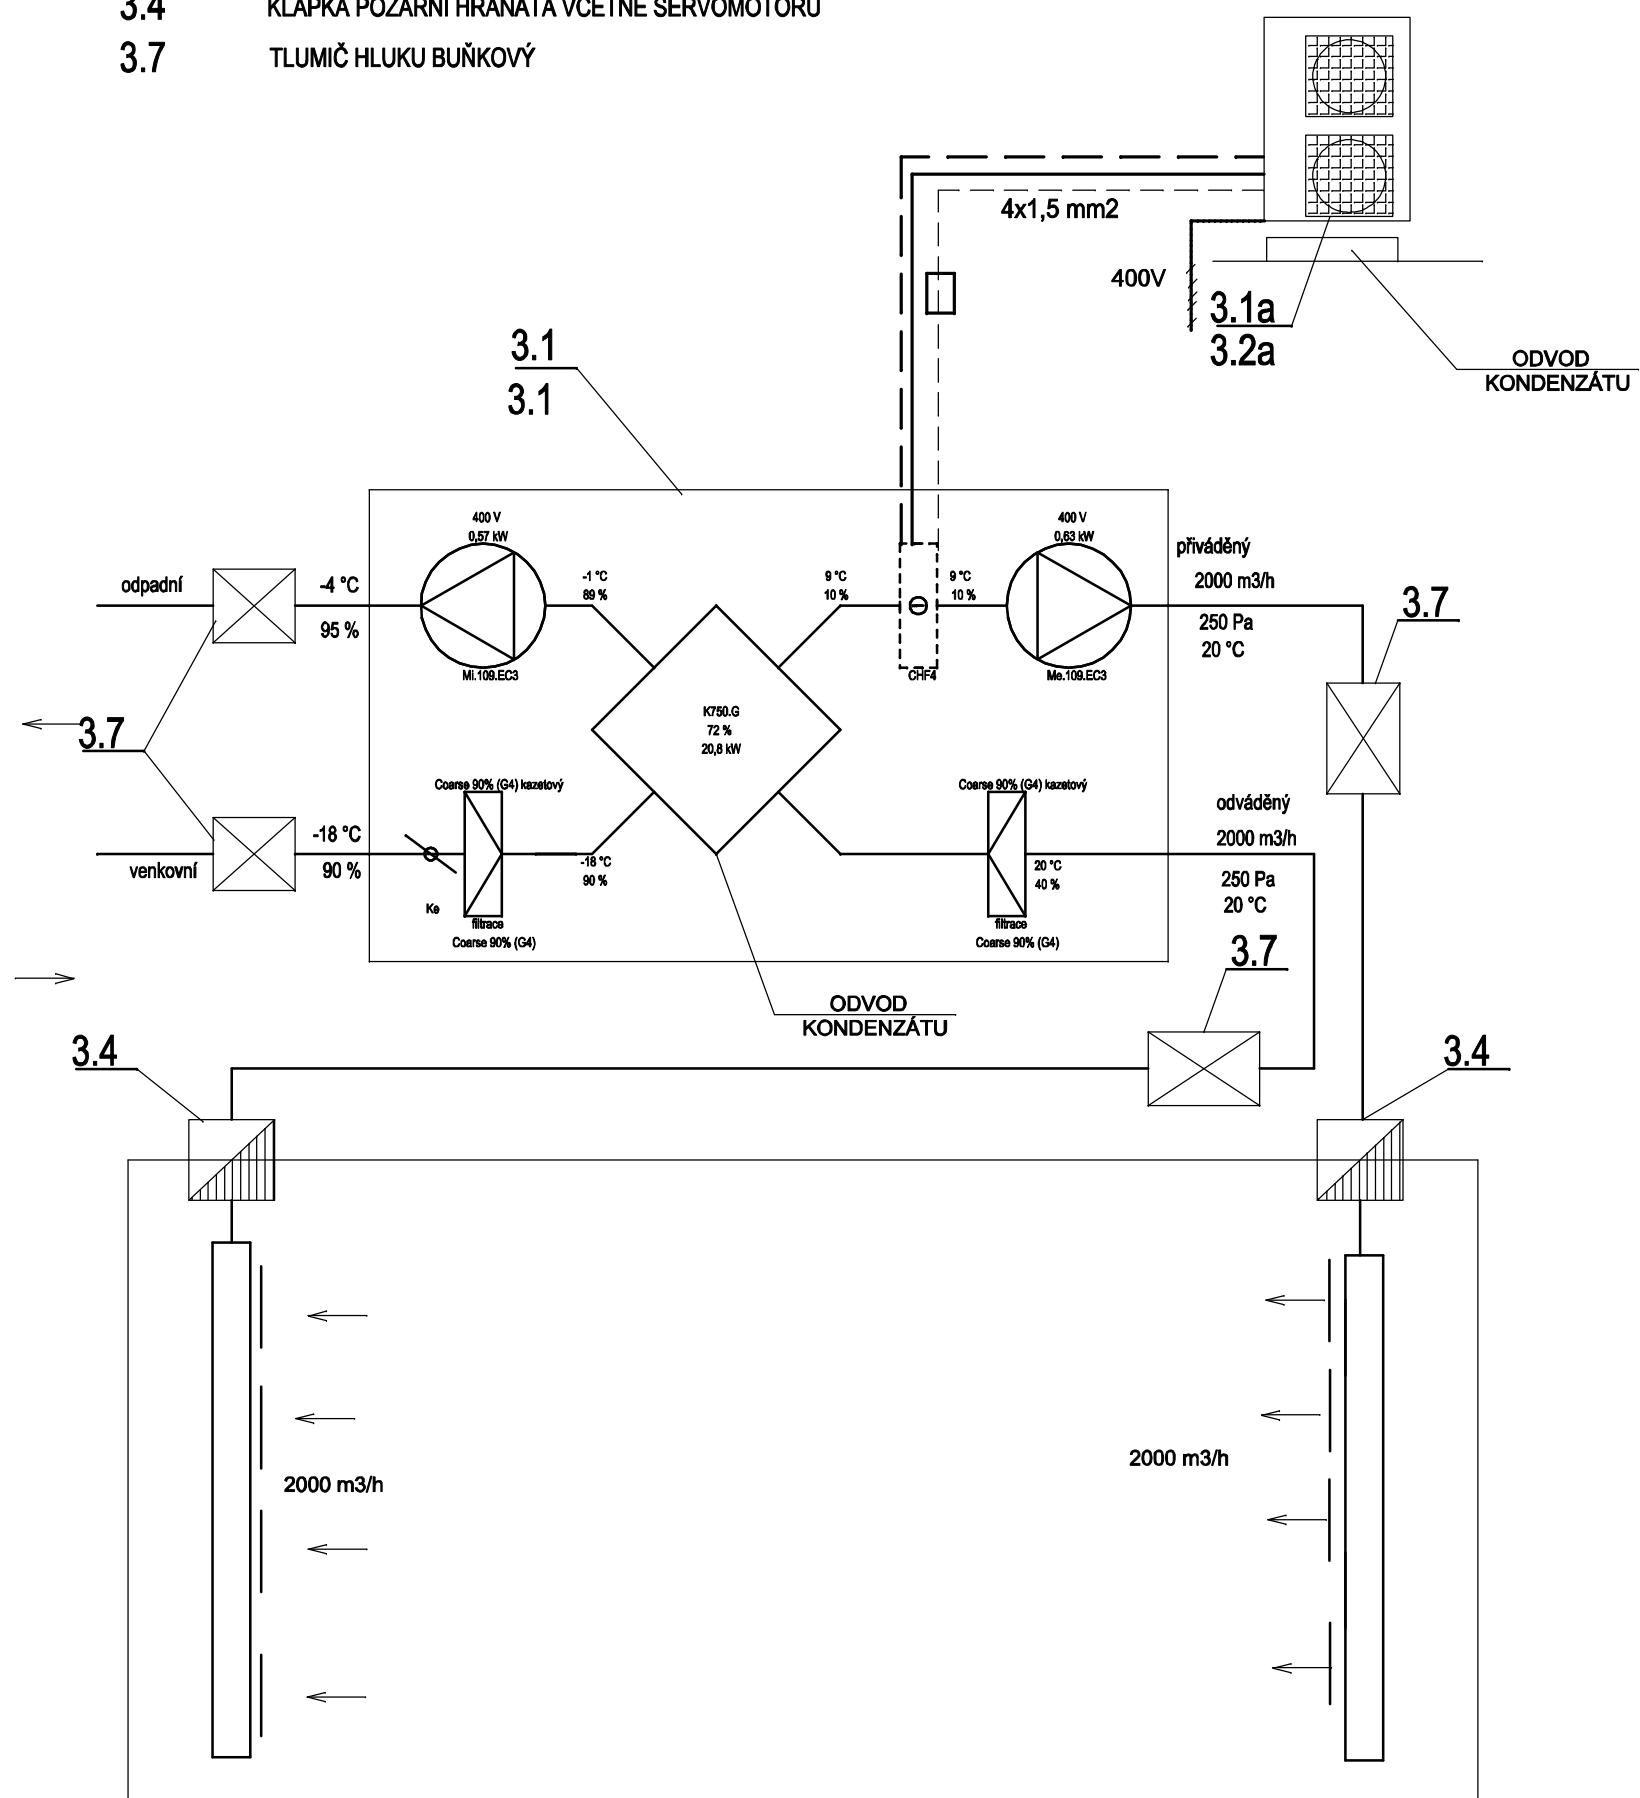 3.4 KLAPKA POŽÁRNÍ HRANATÁ VČETNĚ SERVOMOTORU
3.7 TLUMIČ HLUKU BUŇKOVÝ
4x1,5 mm2
400V
3.1a
3.2a
ODVOD
KONDENZÁTU
3.1
3.1
400 V
0,57 kW
400 V
0,63 kW
přiváděný
2000 m3/h
250 Pa
20 °C
odpadní
-4 °C
95 %
-1 °C
89 %
9 °C
10 %
9 °C
10 %
Mi.109.EC3
CHF4
Me.109.EC3
3.7
3.7
K750.G
72 %
20,8 kW
Coarse 90% (G4) kazetový
Coarse 90% (G4) kazetový
odváděný
2000 m3/h
250 Pa
20 °C
venkovní
-18 °C
90 %
-18 °C
90 %
20 °C
40 %
Ke
filtrace
Coarse 90% (G4)
filtrace
Coarse 90% (G4)
3.7
ODVOD
KONDENZÁTU
3.4
3.4
2000 m3/h
2000 m3/h